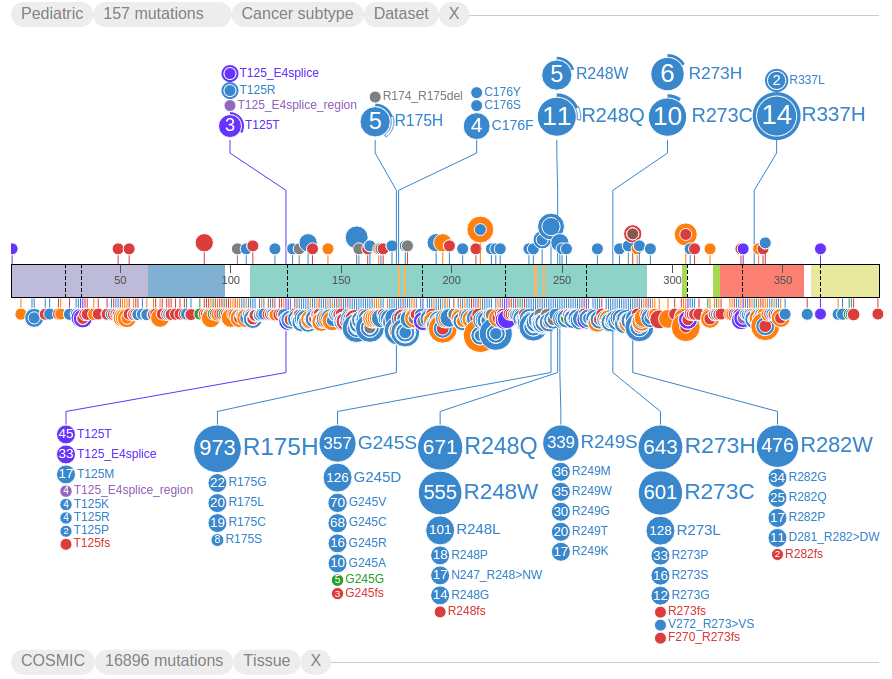 Pediatric 157 mutations Cancer subtype Dataset X
T125_E4splice
T125R
T125_E4splice_region
3 T125T
R174_R175del
5 R175H
C176Y
C176S
4 C176F
5 R248W
11 R248Q
6 R273H
10 R273C
2 R337L
14 R337H
50 100 150 200 250 300 350
45 T125T
33 T125_E4splice
17 T125M
4 T125_E4splice_region
4 T125K
4 T125R
2 T125P
T125fs
973 R175H
22 R175G
20 R175L
19 R175C
8 R175S
357 G245S
126 G245D
70 G245V
68 G245C
16 G245R
10 G245A
5 G245G
3 G245fs
671 R248Q
555 R248W
101 R248L
18 R248P
17 N247_R248>NW
14 R248G
R248fs
339 R249S
36 R249M
35 R249W
30 R249G
20 R249T
17 R249K
643 R273H
601 R273C
128 R273L
33 R273P
16 R273S
12 R273G
R273fs
V272_R273>VS
F270_R273fs
476 R282W
34 R282G
25 R282Q
17 R282P
11 D281_R282>DW
2 R282fs
COSMIC 16896 mutations Tissue X